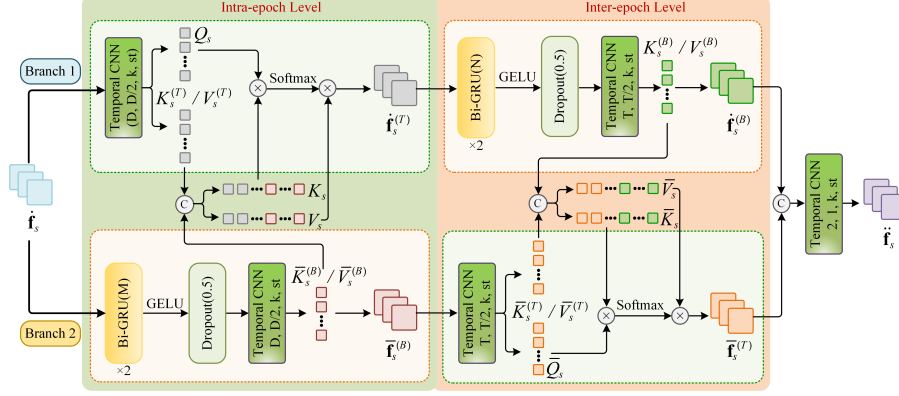 Intra-epoch Level
Inter-epoch Level
Branch 1
Temporal CNN
(D, D/2, k, st)
Q_s
K_s^(T) / V_s^(T)
Softmax
ḟ_s^(T)
Bi-GRU(N)
×2
GELU
Dropout(0.5)
Temporal CNN
T, T/2, k, st
K_s^(B) / V_s^(B)
ḟ_s^(B)
ḟ_s
C
K_s
V_s
C
V̅_s
K̅_s
C
Temporal CNN
2, 1, k, st
f̈_s
Branch 2
Bi-GRU(M)
×2
GELU
Dropout(0.5)
Temporal CNN
D, D/2, k, st
K̅_s^(B) / V̅_s^(B)
f̅_s^(B)
Temporal CNN
T, T/2, k, st
K̅_s^(T) / V̅_s^(T)
Q̅_s
Softmax
f̅_s^(T)